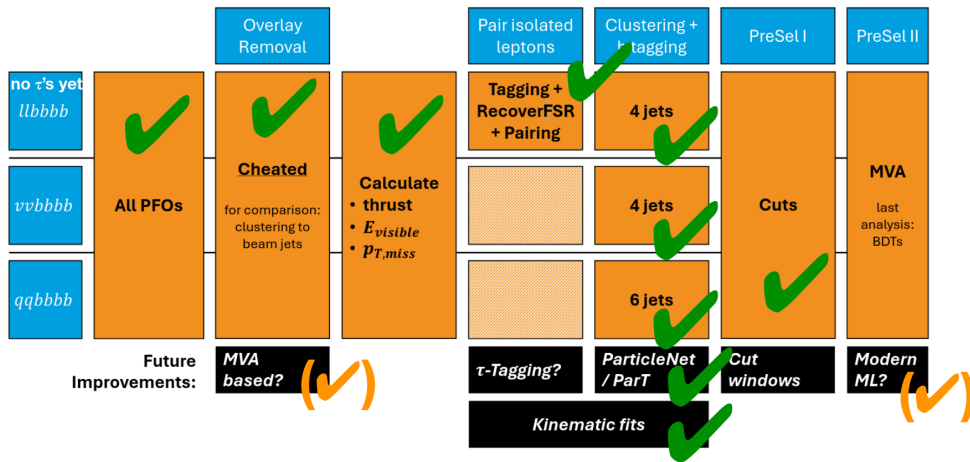 Overlay
Removal
Pair isolated
leptons
Clustering +
tagging
PreSel I
PreSel II
no τ's yet
llbbbb
Tagging +
RecoverFSR
+ Pairing
4 jets
All PFOs
Cheated
for comparison:
clustering to
beam jets
Calculate
• thrust
• E_visible
• p_T,miss
vvbbbb
4 jets
Cuts
MVA
last
analysis:
BDTs
qqbbbb
6 jets
Future
Improvements:
MVA
based?
τ-Tagging?
ParticleNet
/ ParT
Cut
windows
Modern
ML?
Kinematic fits